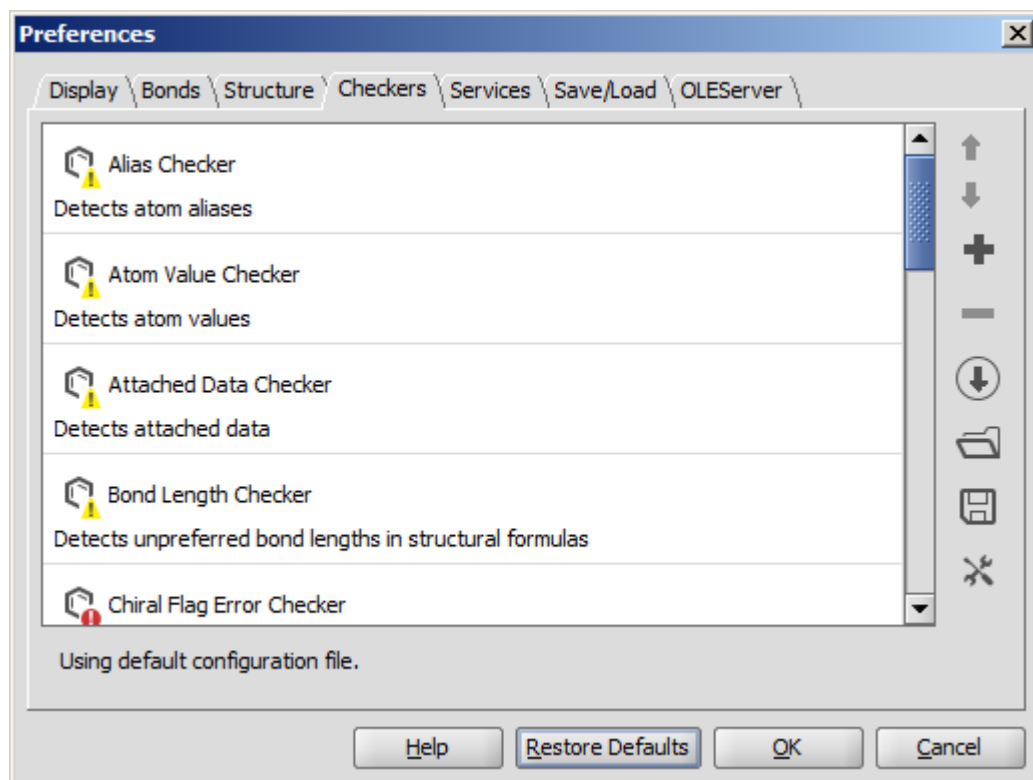 Preferences
Display Bonds Structure Checkers Services Save/Load OLEServer
Alias Checker
Detects atom aliases
Atom Value Checker
Detects atom values
Attached Data Checker
Detects attached data
Bond Length Checker
Detects unpreferred bond lengths in structural formulas
Chiral Flag Error Checker
Using default configuration file.
Help Restore Defaults OK Cancel